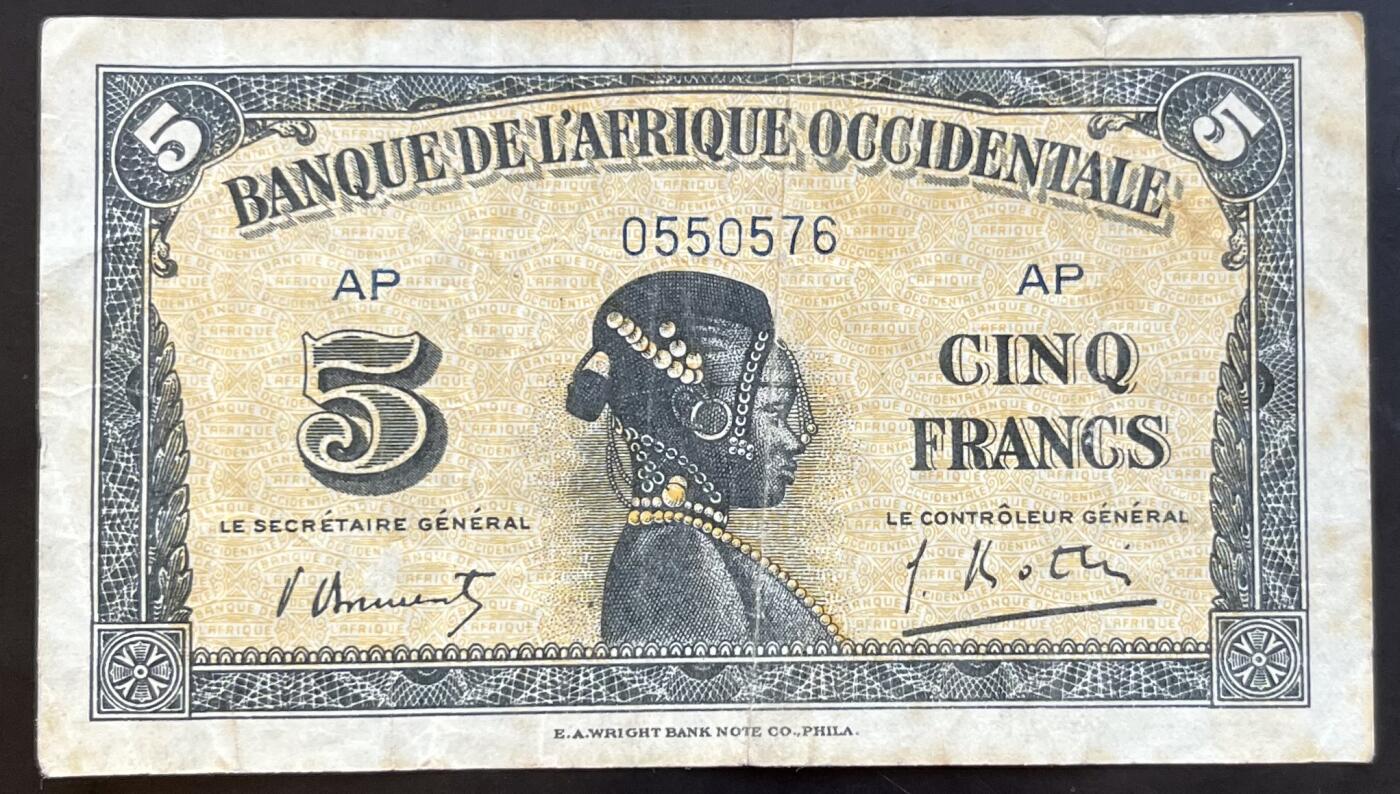 5 5
BANQUE DE L'AFRIQUE OCCIDENTALE
0550576
AP AP
5
CINQ
FRANCS
LE SECRÉTAIRE GÉNÉRAL
LE CONTRÔLEUR GÉNÉRAL
E.A.WRIGHT BANK NOTE CO.,PHILA.